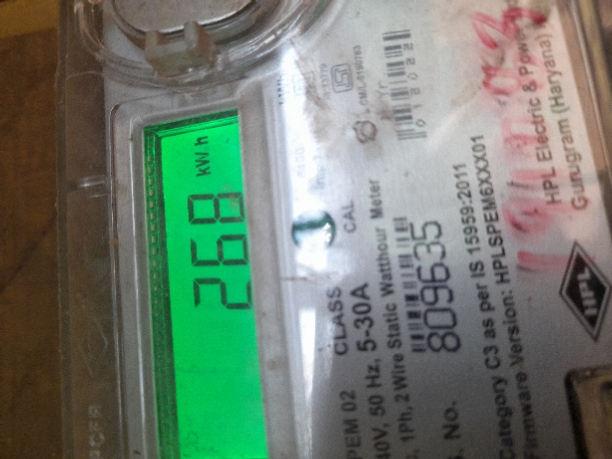 268 kWh
PEM 02 CLASS 1 CAL
40V, 50 Hz, 5-30A
1Ph, 2 Wire Static Watthour Meter
No. 809635
Category C3 as per IS 15959:2011
Firmware Version: HPLSPEM6XXX01
HPL
HPL Electric & Power
Gurugram (Haryana)